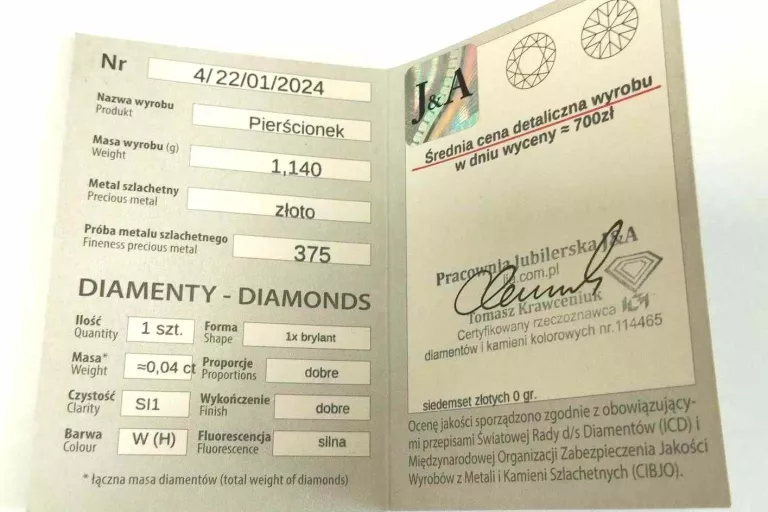 Nr 4/22/01/2024
Nazwa wyrobu
Produkt
Pierścionek
Masa wyrobu (g)
Weight
1,140
Metal szlachetny
Precious metal
złoto
Próba metalu szlachetnego
Fineness precious metal
375
DIAMENTY - DIAMONDS
Ilość
Quantity
1 szt.
Forma
Shape
1x brylant
Masa*
Weight
≈0,04 ct
Proporcje
Proportions
dobre
Czystość
Clarity
SI1
Wykończenie
Finish
dobre
Barwa
Colour
W (H)
Fluorescencja
Fluorescence
silna
* łączna masa diamentów (total weight of diamonds)
J&A
Średnia cena detaliczna wyrobu
w dniu wyceny ≈ 700zł
Pracownia Jubilerska J&A
jia.com.pl
Tomasz Krawceniuk
Certyfikowany rzeczoznawca
diamentów i kamieni kolorowych nr.114465
siedemset złotych 0 gr.
Ocenę jakości sporządzono zgodnie z obowiązujący-
mi przepisami Światowej Rady d/s Diamentów (ICD) i
Międzynarodowej Organizacji Zabezpieczenia Jakości
Wyrobów z Metali i Kamieni Szlachetnych (CIBJO).